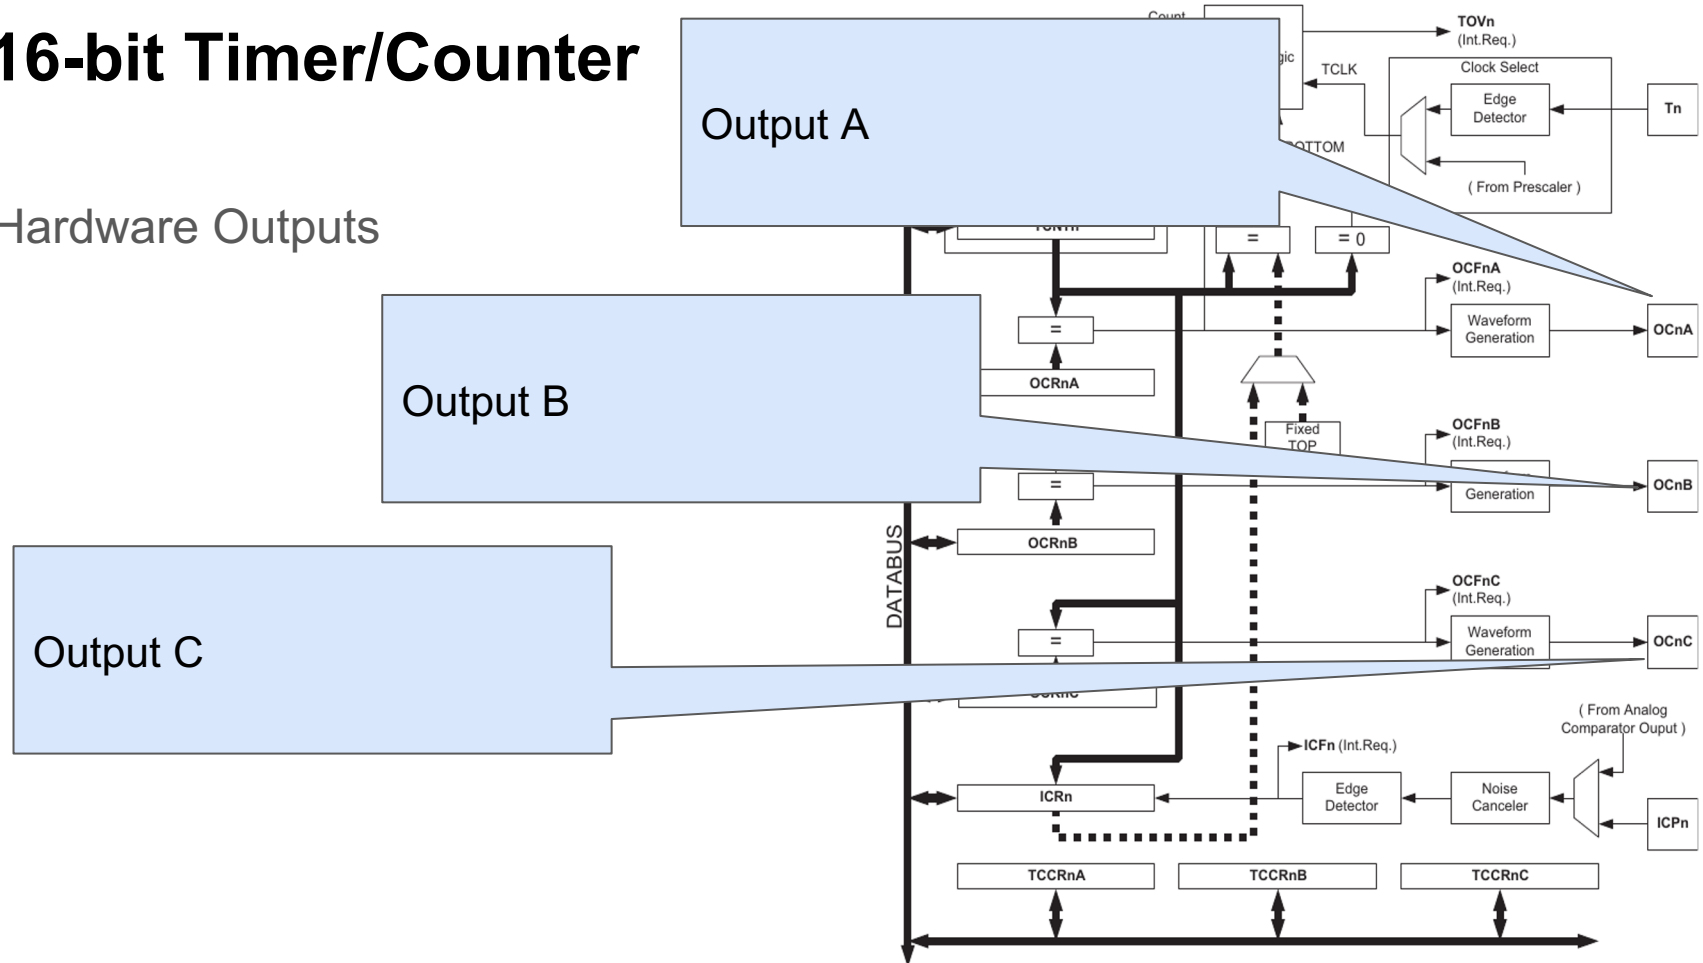 16-bit Timer/Counter
Hardware Outputs
Output A
Output B
Output C
Count
TOVn
(Int.Req.)
TCLK
Clock Select
Edge
Detector
Tn
( From Prescaler )
=
= 0
OCFnA
(Int.Req.)
=
Waveform
Generation
OCnA
OCRnA
Fixed
TOP
OCFnB
(Int.Req.)
=
Generation
OCnB
OCRnB
DATABUS
OCFnC
(Int.Req.)
=
Waveform
Generation
OCnC
( From Analog
Comparator Ouput )
ICFn (Int.Req.)
ICRn
Edge
Detector
Noise
Canceler
ICPn
TCCRnA
TCCRnB
TCCRnC